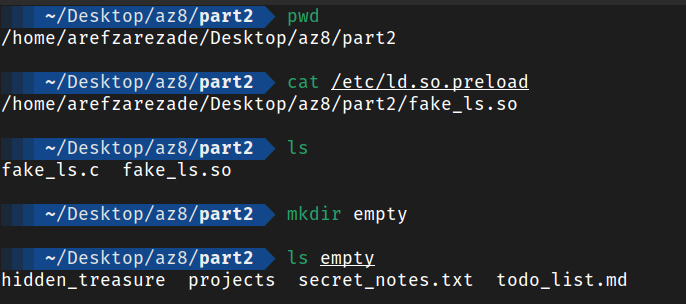 ~/Desktop/az8/part2 pwd
/home/arefzarezade/Desktop/az8/part2
~/Desktop/az8/part2 cat /etc/ld.so.preload
/home/arefzarezade/Desktop/az8/part2/fake_ls.so
~/Desktop/az8/part2 ls
fake_ls.c  fake_ls.so
~/Desktop/az8/part2 mkdir empty
~/Desktop/az8/part2 ls empty
hidden_treasure  projects  secret_notes.txt  todo_list.md